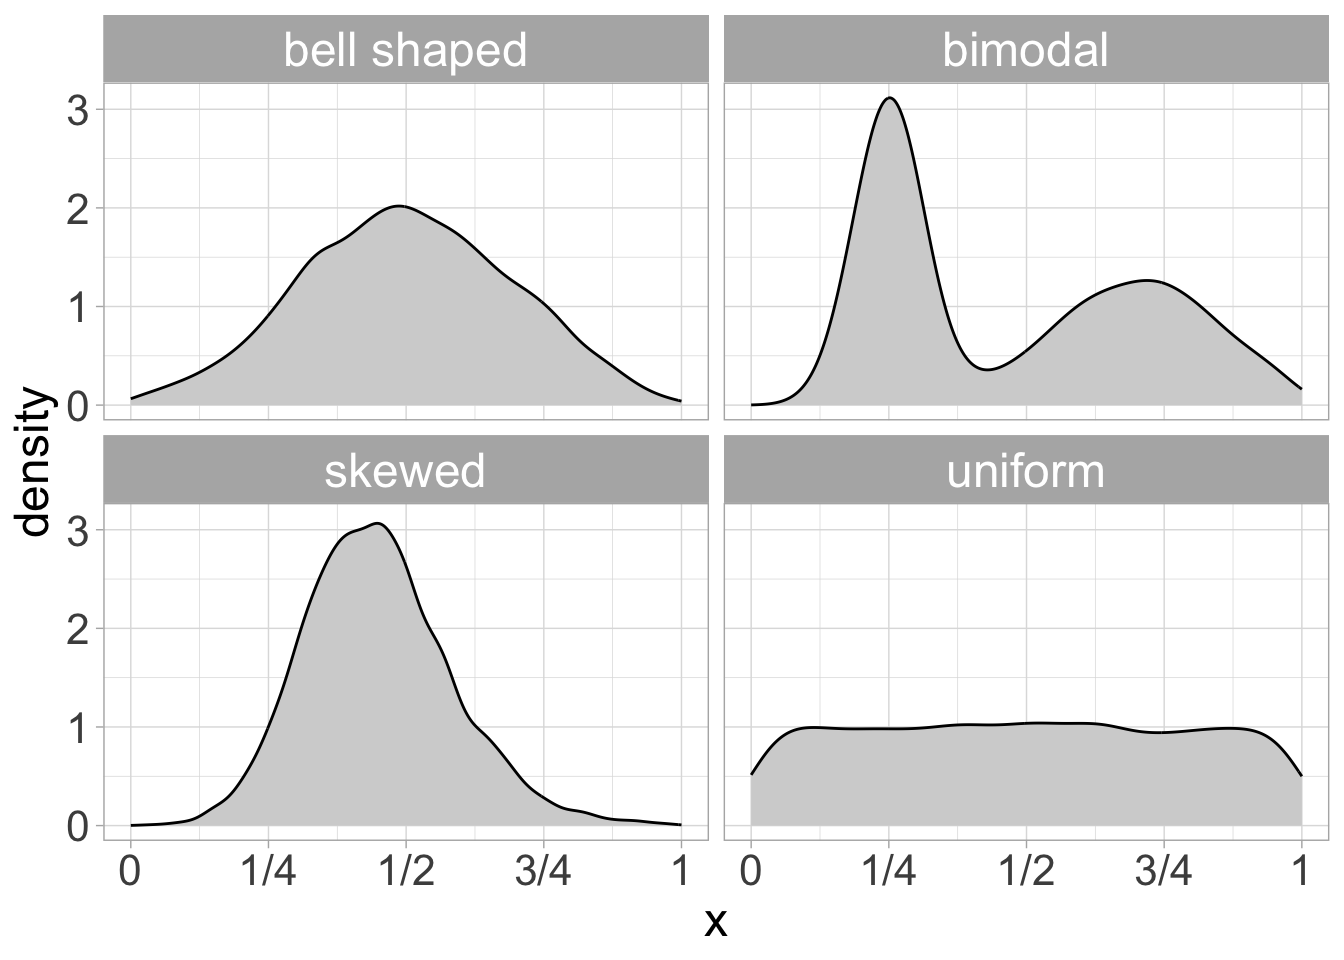 bell shaped
bimodal
3
2
1
0
density
skewed
uniform
3
2
1
0
0 1/4 1/2 3/4 1
0 1/4 1/2 3/4 1
x